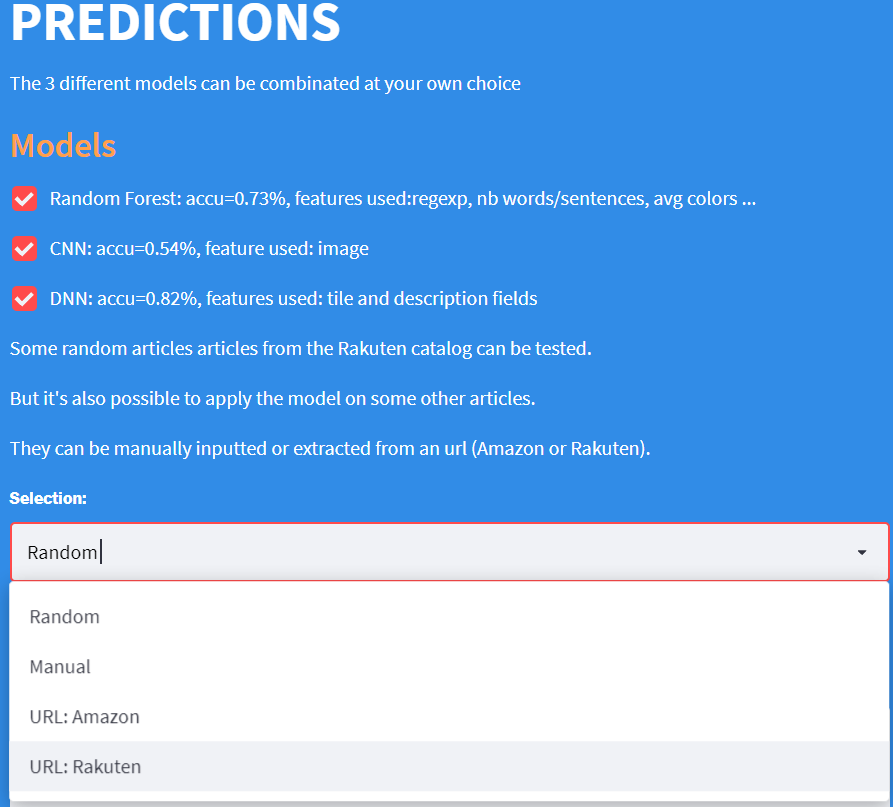 PREDICTIONS
The 3 different models can be combinated at your own choice
Models
Random Forest: accu=0.73%, features used:regexp, nb words/sentences, avg colors ...
CNN: accu=0.54%, feature used: image
DNN: accu=0.82%, features used: tile and description fields
Some random articles articles from the Rakuten catalog can be tested.
But it's also possible to apply the model on some other articles.
They can be manually inputted or extracted from an url (Amazon or Rakuten).
Selection:
Random
Random
Manual
URL: Amazon
URL: Rakuten